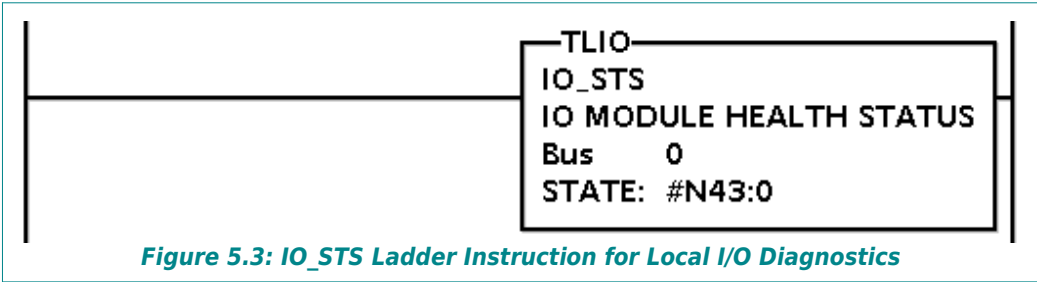 TLIO
IO_STS
IO MODULE HEALTH STATUS
Bus 0
STATE: #N43:0
Figure 5.3: IO_STS Ladder Instruction for Local I/O Diagnostics